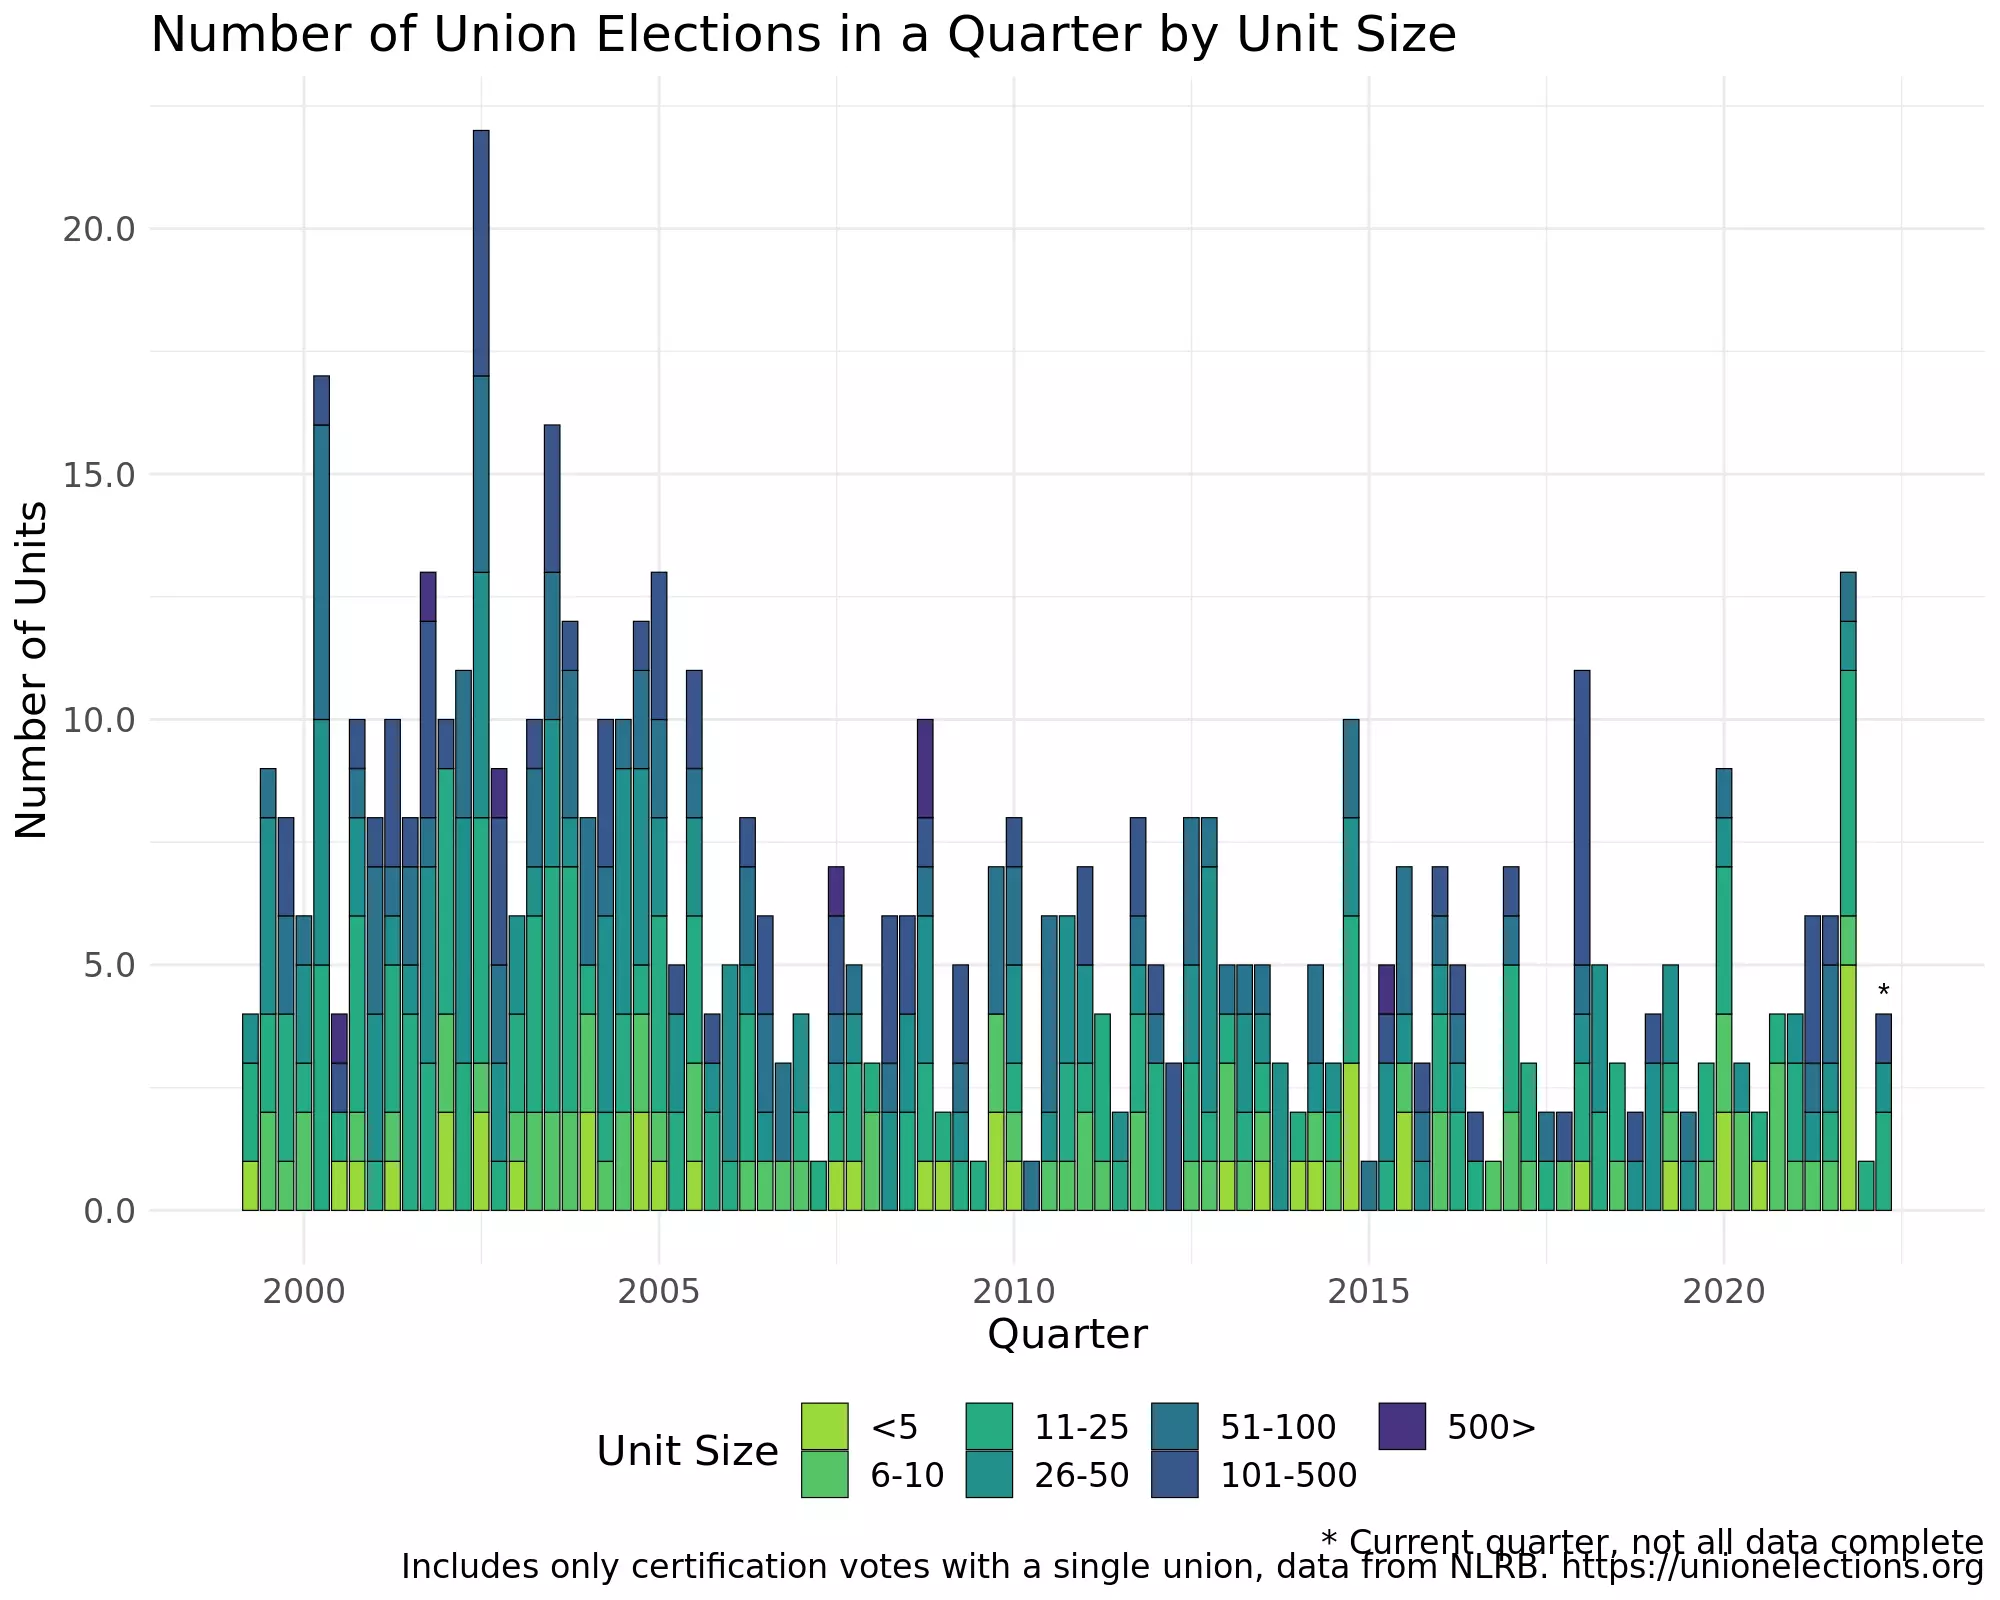 Number of Union Elections in a Quarter by Unit Size
Number of Units
20.0
15.0
10.0
5.0
0.0
*
2000 2005 2010 2015 2020
Quarter
Unit Size
<5 11-25 51-100 500>
6-10 26-50 101-500
* Current quarter, not all data complete
Includes only certification votes with a single union, data from NLRB. https://unionelections.org